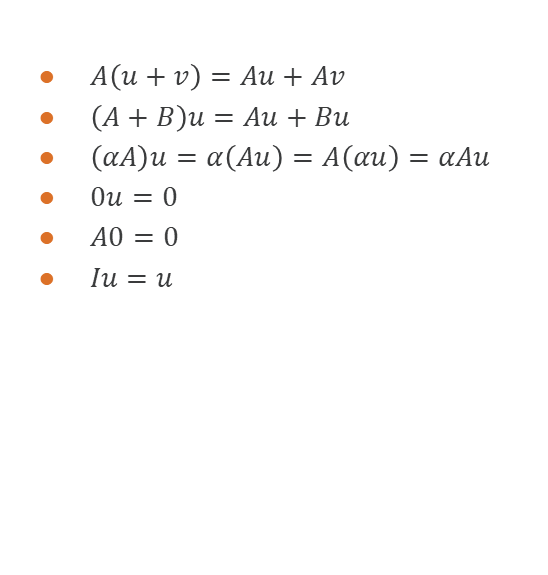 • A(u + v) = Au + Av
• (A + B)u = Au + Bu
• (αA)u = α(Au) = A(αu) = αAu
• 0u = 0
• A0 = 0
• Iu = u